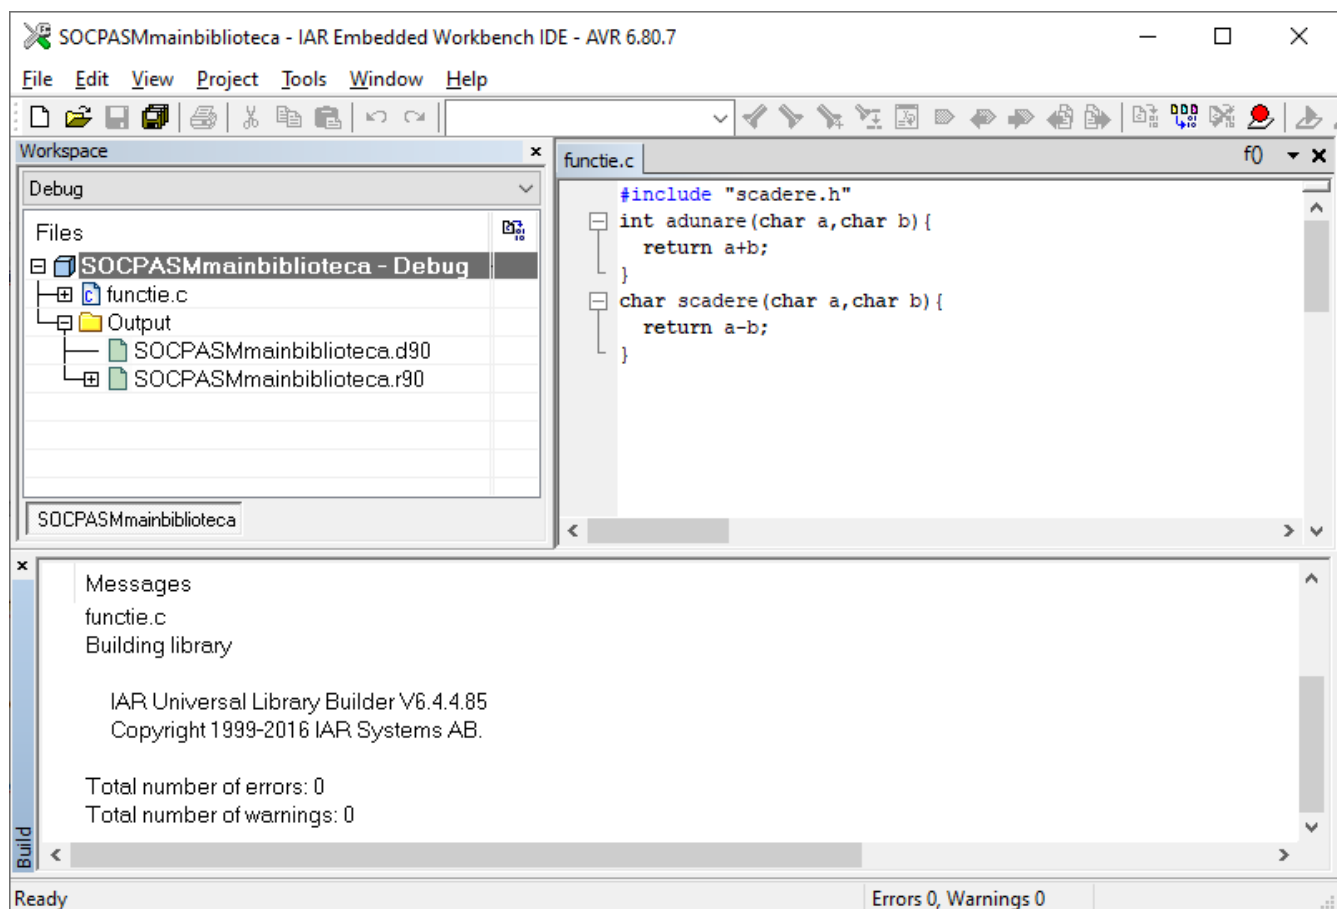 SOCPASMmainbiblioteca - IAR Embedded Workbench IDE - AVR 6.80.7
File Edit View Project Tools Window Help
Workspace
Debug
Files
SOCPASMmainbiblioteca - Debug
functie.c
Output
SOCPASMmainbiblioteca.d90
SOCPASMmainbiblioteca.r90
SOCPASMmainbiblioteca
functie.c
f()
#include "scadere.h"
int adunare(char a,char b){
return a+b;
}
char scadere(char a,char b){
return a-b;
}
Messages
functie.c
Building library
IAR Universal Library Builder V6.4.4.85
Copyright 1999-2016 IAR Systems AB.
Total number of errors: 0
Total number of warnings: 0
Build
Ready
Errors 0, Warnings 0